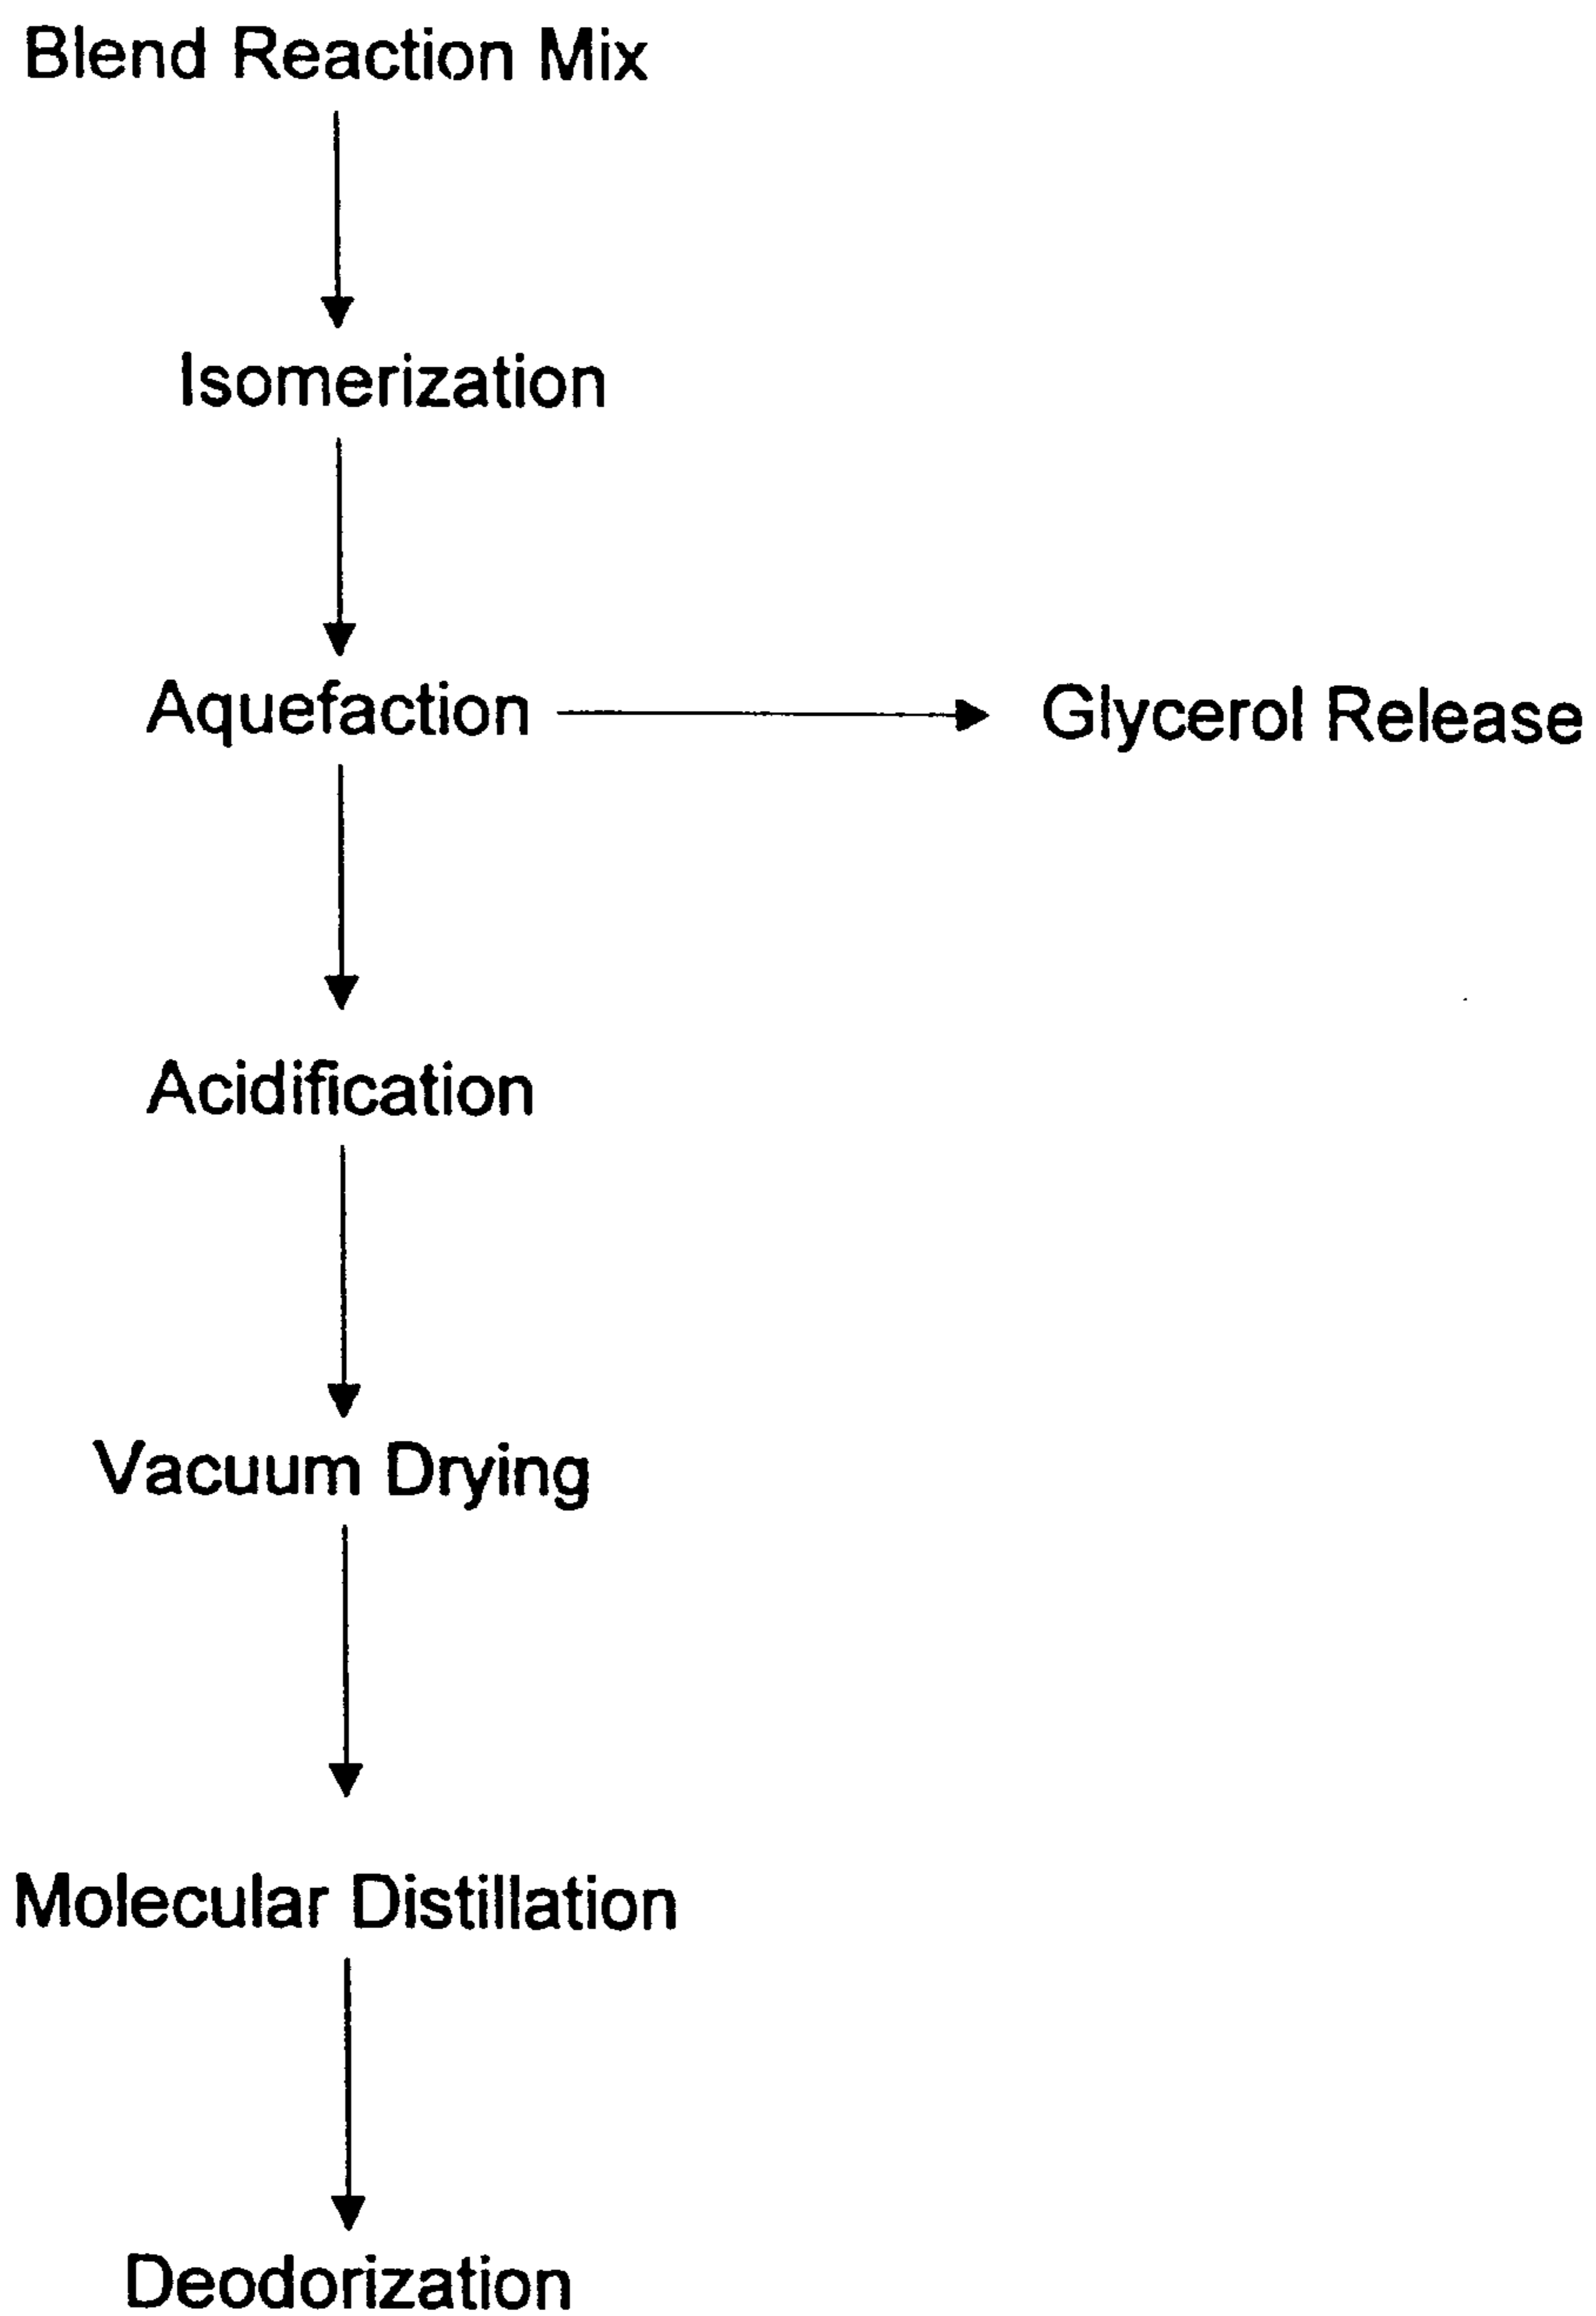 Blend Reaction Mix
Isomerization
Aquefaction
Glycerol Release
Acidification
Vacuum Drying
Molecular Distillation
Deodorization